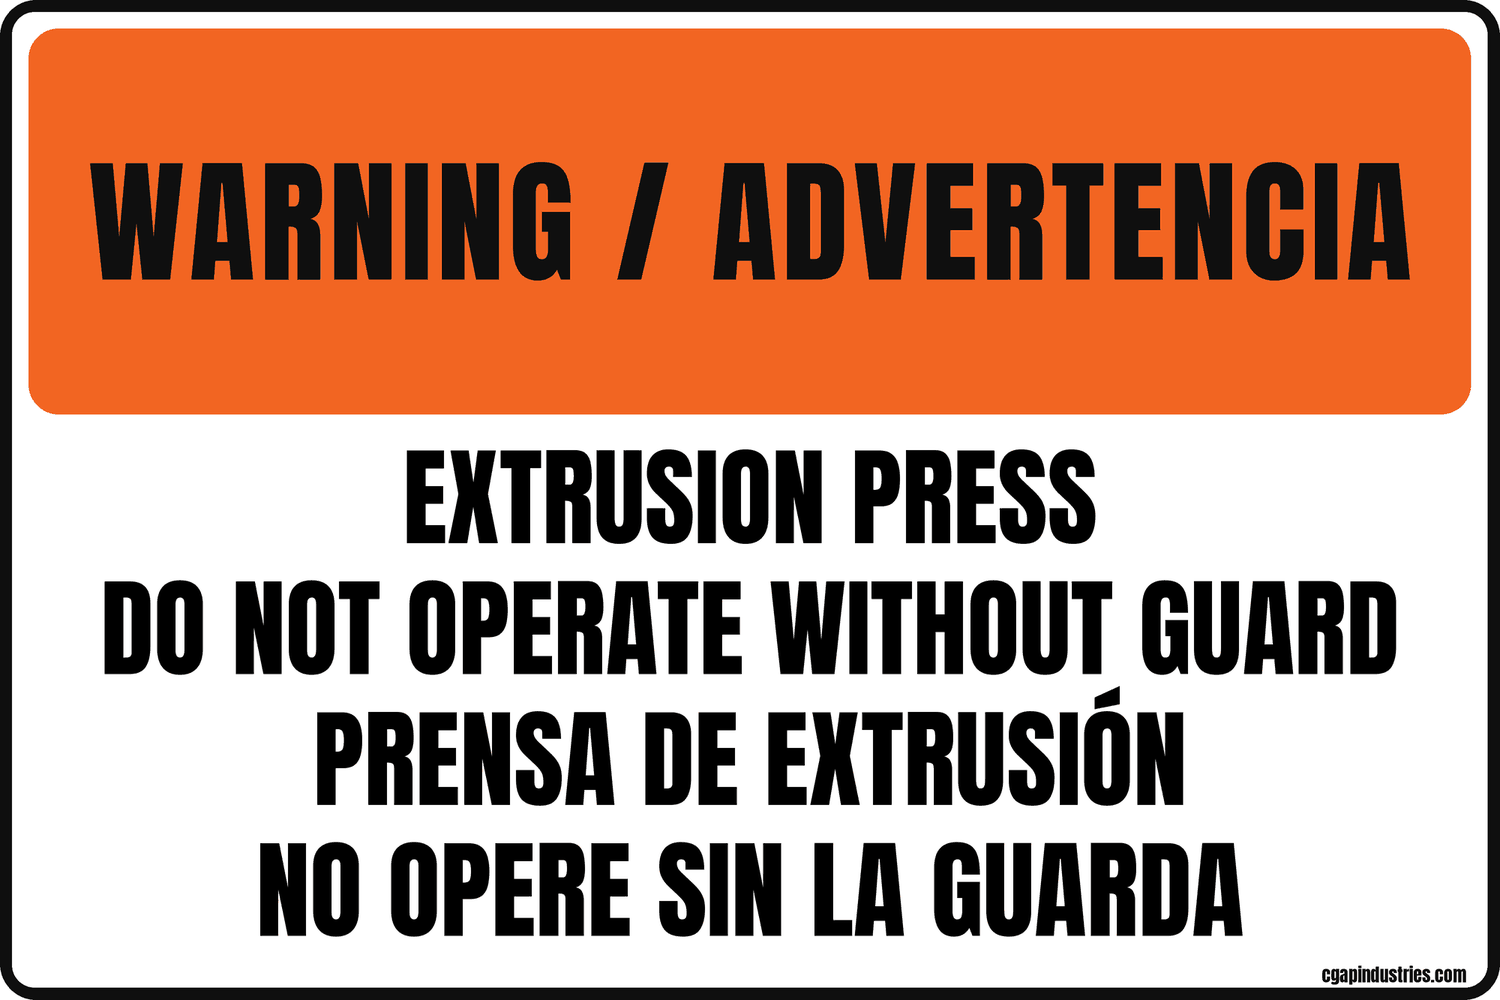 WARNING / ADVERTENCIA
EXTRUSION PRESS
DO NOT OPERATE WITHOUT GUARD
PRENSA DE EXTRUSIÓN
NO OPERE SIN LA GUARDA
cgapindustries.com